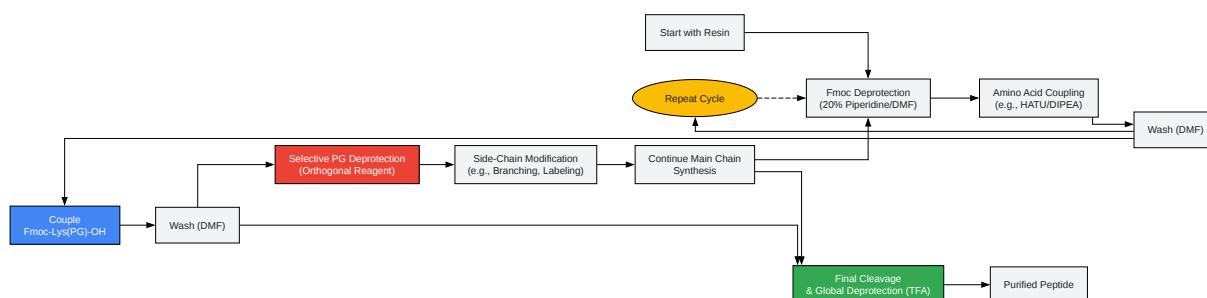 Start with Resin
Repeat Cycle
Fmoc Deprotection
(20% Piperidine/DMF)
Amino Acid Coupling
(e.g., HATU/DIPEA)
Wash (DMF)
Selective PG Deprotection
(Orthogonal Reagent)
Side-Chain Modification
(e.g., Branching, Labeling)
Continue Main Chain
Synthesis
Couple
Fmoc-Lys(PG)-OH
Wash (DMF)
Final Cleavage
& Global Deprotection (TFA)
Purified Peptide